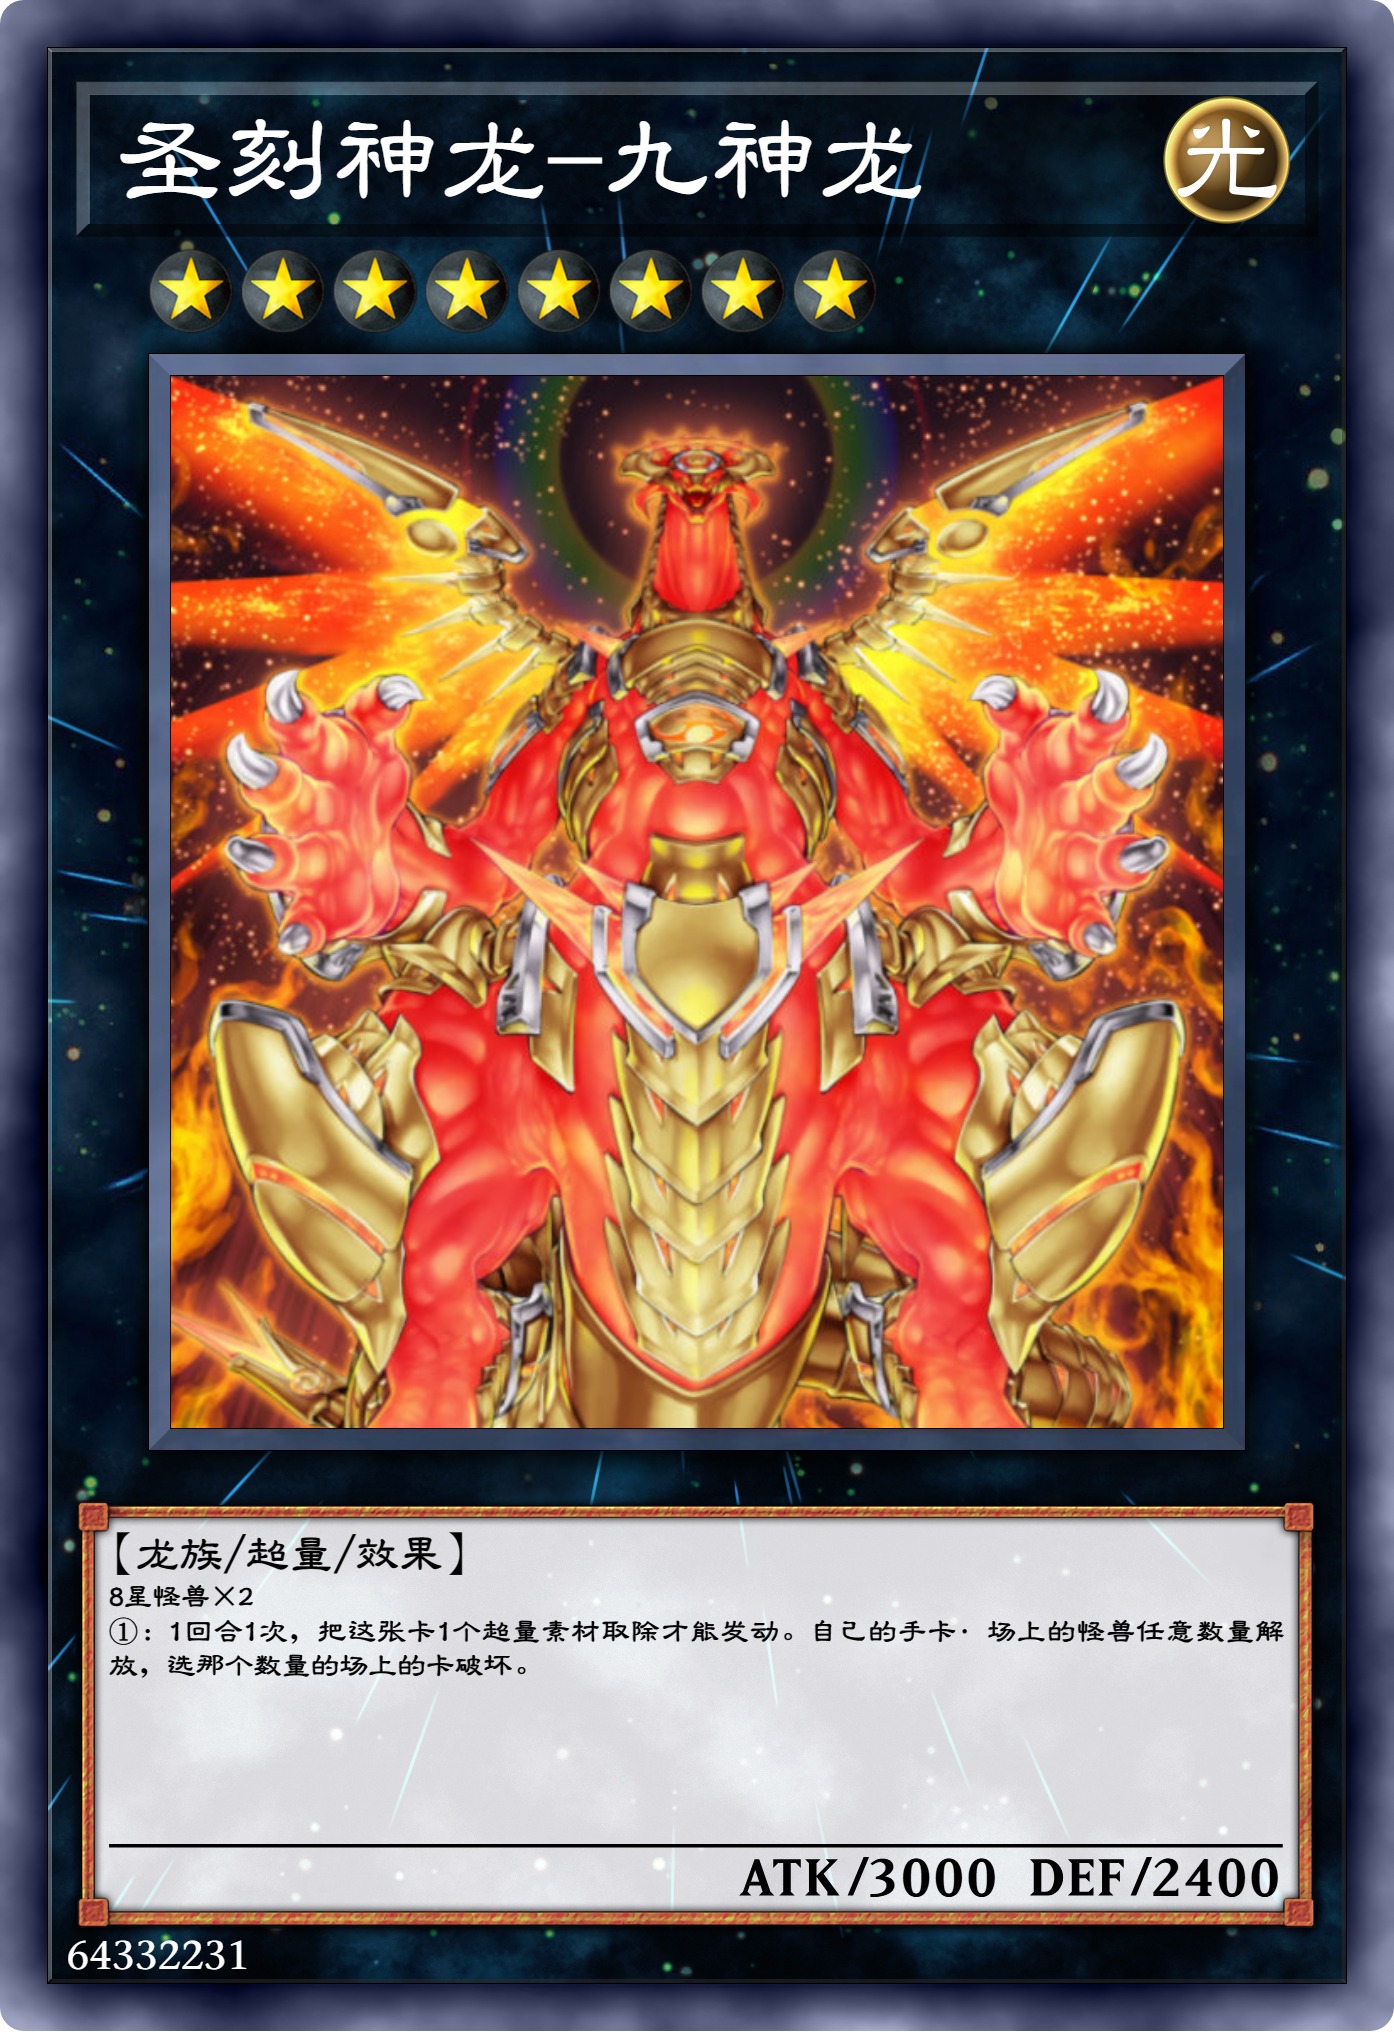 圣刻神龙-九神龙
光
【龙族/超量/效果】
8星怪兽×2
①：1回合1次，把这张卡1个超量素材取除才能发动。自己的手卡·场上的怪兽任意数量解
放，选那个数量的场上的卡破坏。
ATK/3000 DEF/2400
64332231